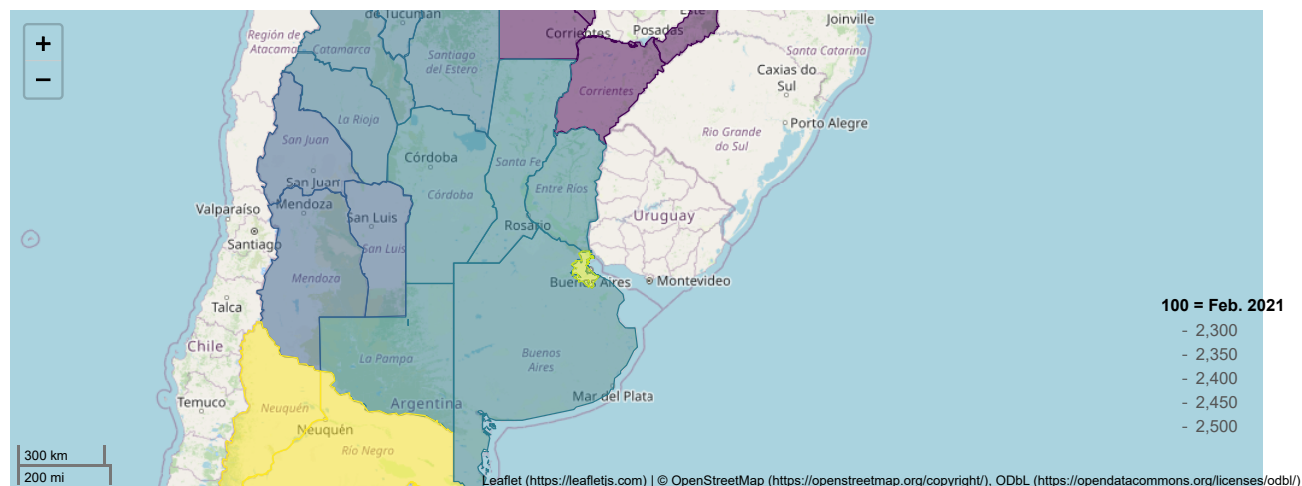 +
−
de Tucumán
Este
Joinville
Región de
Atacama
Catamarca
Corrientes
Posadas
Santa Catarina
Santiago
del Estero
Caxias do
Sul
Corrientes
La Rioja
Porto Alegre
San Juan
Rio Grande
do Sul
Córdoba
Santa Fe
San Juan
Córdoba
Entre Ríos
Valparaíso
Mendoza
San Luis
Uruguay
Rosario
Santiago
San Luis
Mendoza
Buenos Aires
Montevideo
Talca
100 = Feb. 2021
- 2,300
- 2,350
- 2,400
- 2,450
- 2,500
Chile
La Pampa
Buenos
Aires
Temuco
Neuquén
Argentina
Mar del Plata
Neuquén
Río Negro
300 km
200 mi
Leaflet (https://leafletjs.com) | © OpenStreetMap (https://openstreetmap.org/copyright/), ODbL (https://opendatacommons.org/licenses/odbl/)